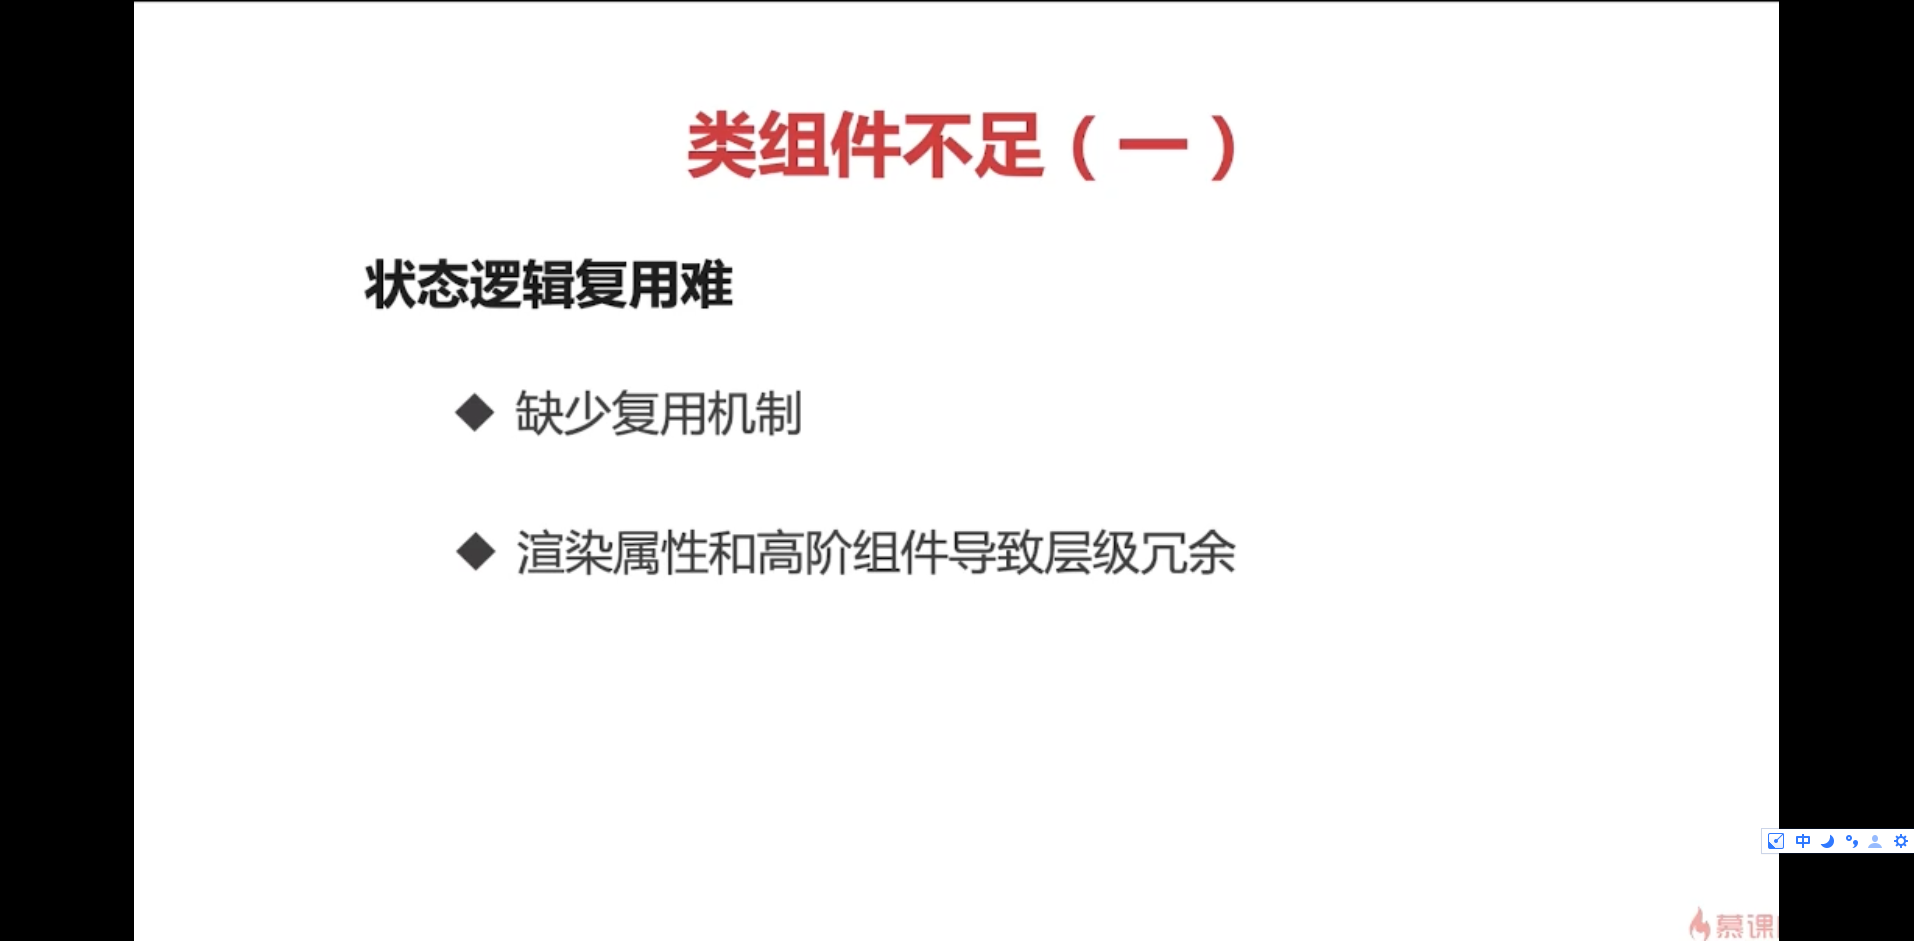 类组件不足（一）
状态逻辑复用难
◆ 缺少复用机制
◆ 渲染属性和高阶组件导致层级冗余
中
慕课